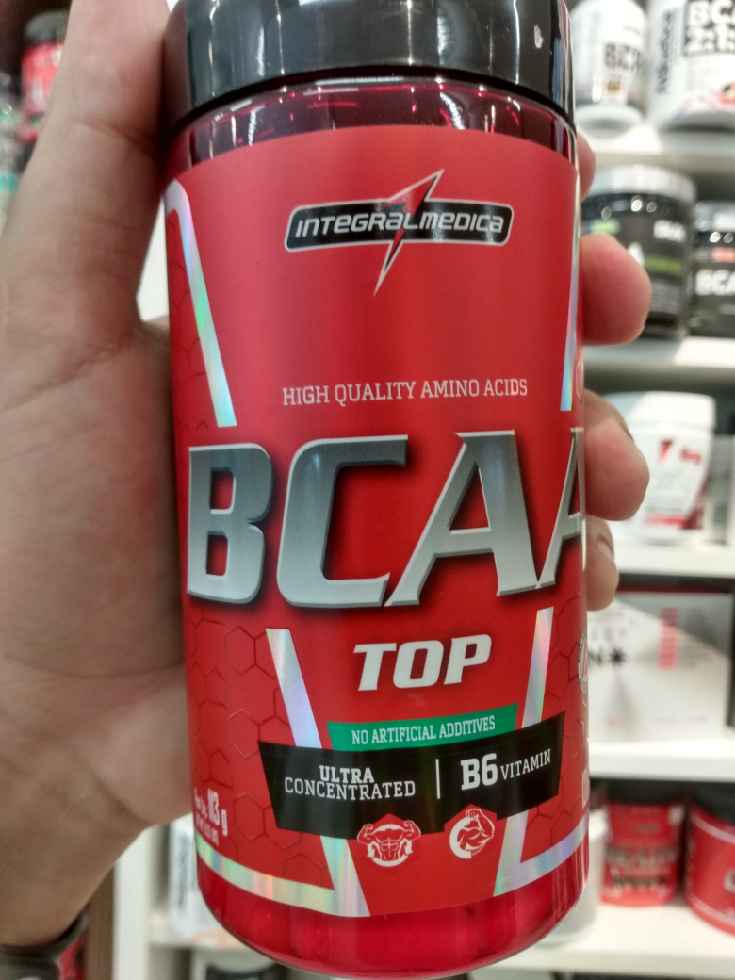 INTEGRALMEDICA
HIGH QUALITY AMINO ACIDS
BCAA
TOP
NO ARTIFICIAL ADDITIVES
ULTRA
CONCENTRATED
B6 VITAMIN